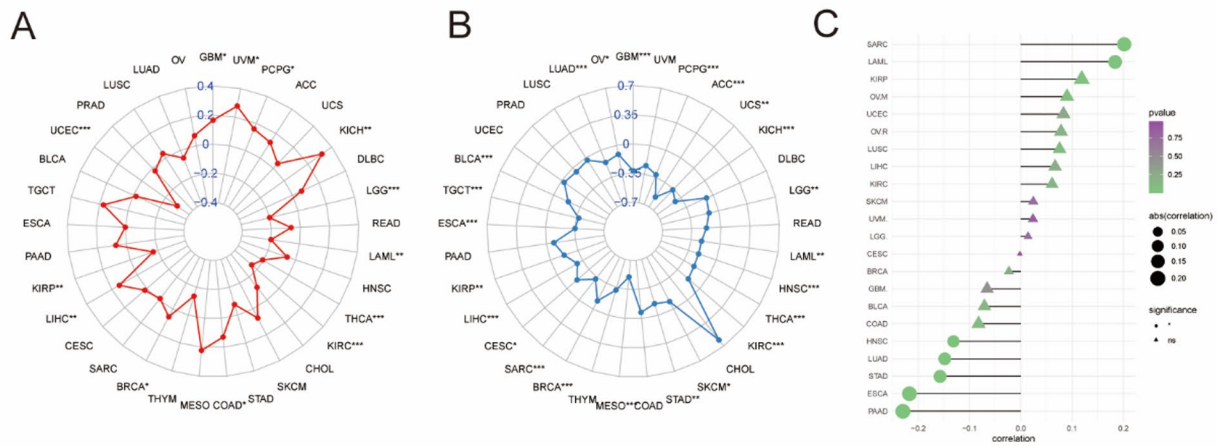 A
GBM*
UVM*
PCPG*
ACC
UCS
KICH**
DLBC
LGG***
READ
LAML**
HNSC
THCA***
KIRC***
CHOL
SKCM
STAD
COAD*
MESO
THYM
BRCA*
SARC
CESC
LIHC**
KIRP**
PAAD
ESCA
TGCT
BLCA
UCEC***
PRAD
LUSC
LUAD
OV
0.4
0.2
0
−0.2
−0.4
B
GBM***
UVM
PCPG***
ACC***
UCS**
KICH***
DLBC
LGG**
READ
LAML**
HNSC***
THCA***
KIRC***
CHOL
SKCM*
STAD**
COAD
MESO**
THYM
BRCA***
SARC***
CESC*
LIHC***
KIRP**
PAAD
ESCA***
TGCT***
BLCA***
UCEC
PRAD
LUSC
LUAD***
OV*
0.7
0.35
0
−0.35
−0.7
C
SARC
LAML
KIRP
OV.M
UCEC
OV.R
LUSC
LIHC
KIRC
SKCM
UVM.
LGG.
CESC
BRCA
GBM.
BLCA
COAD
HNSC
LUAD
STAD
ESCA
PAAD
−0.2
−0.1
0.0
0.1
0.2
correlation
pvalue
0.75
0.50
0.25
abs(correlation)
0.05
0.10
0.15
0.20
significance
*
ns